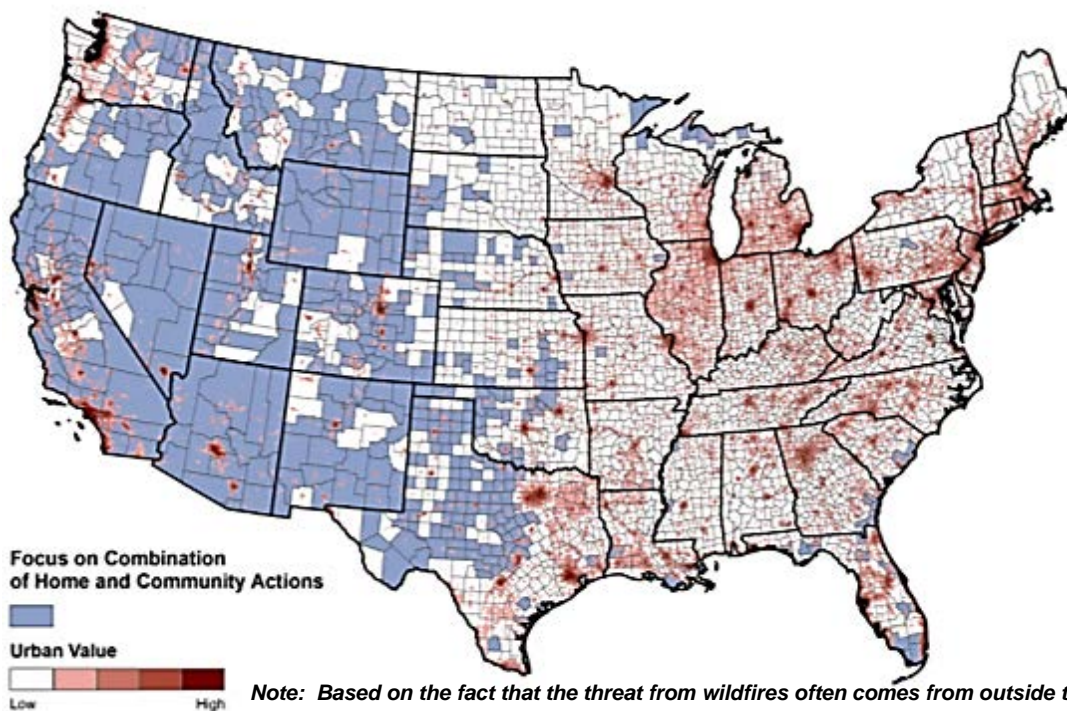 Focus on Combination
of Home and Community Actions
Urban Value
Low High
Note: Based on the fact that the threat from wildfires often comes from outside t